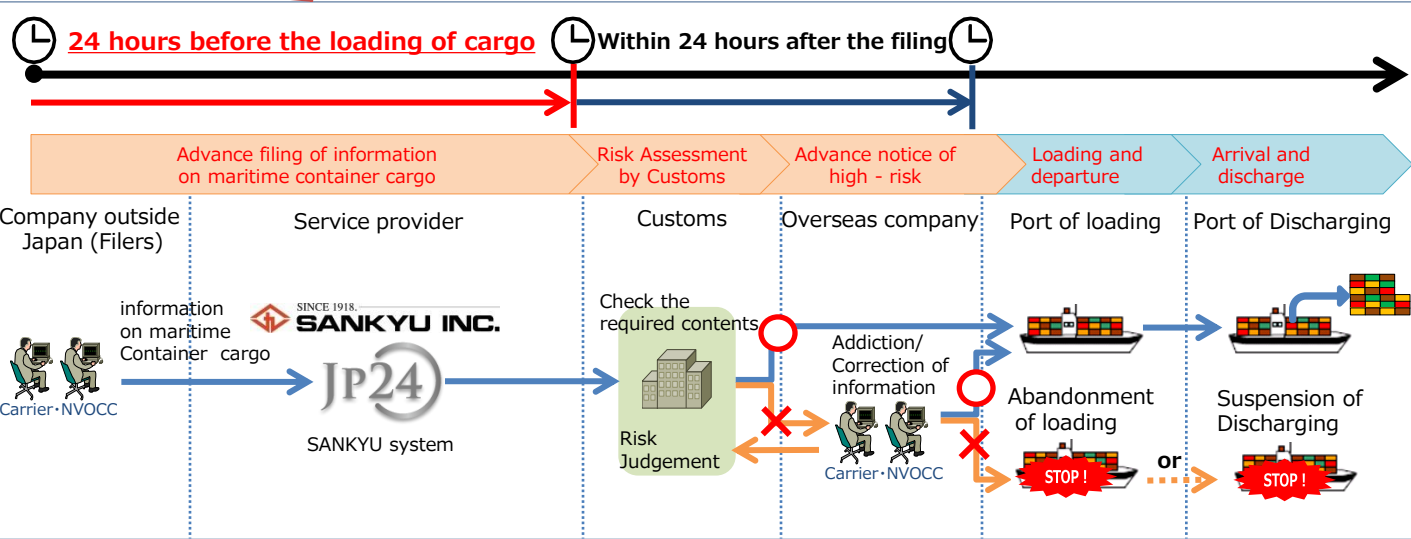 24 hours before the loading of cargo
Within 24 hours after the filing
Advance filing of information
on maritime container cargo
Risk Assessment
by Customs
Advance notice of
high - risk
Loading and
departure
Arrival and
discharge
Company outside
Japan (Filers)
Service provider
Customs
Overseas company
Port of loading
Port of Discharging
information
on maritime
Container cargo
Carrier・NVOCC
SINCE 1918.
SANKYU INC.
JP24
SANKYU system
Check the
required contents
Risk
Judgement
Addiction/
Correction of
information
Carrier・NVOCC
Abandonment
of loading
STOP !
or
Suspension of
Discharging
STOP !